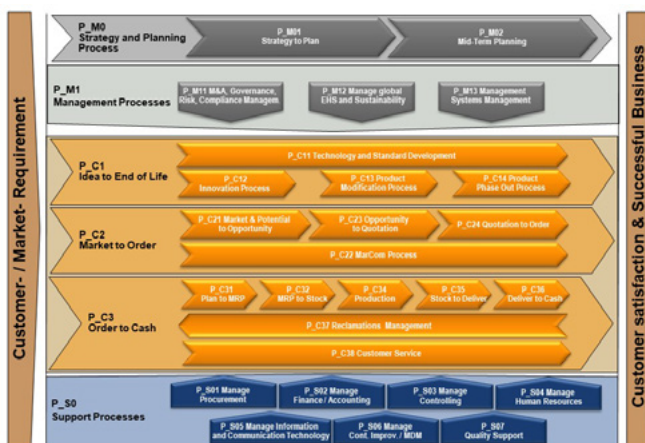 Customer- / Market- Requirement
P_M0
Strategy and Planning
Process
P_M01
Strategy to Plan
P_M02
Mid-Term Planning
P_M1
Management Processes
P_M11 M&A, Governance,
Risk, Compliance Managem.
P_M12 Manage global
EHS and Sustainability
P_M13 Management
Systems Management
P_C1
Idea to End of Life
P_C11 Technology and Standard Development
P_C12
Innovation Process
P_C13 Product
Modification Process
P_C14 Product
Phase Out Process
P_C2
Market to Order
P_C21 Market & Potential
to Opportunity
P_C23 Opportunity
to Quotation
P_C24 Quotation to Order
P_C22 MarCom Process
P_C3
Order to Cash
P_C31
Plan to MRP
P_C32
MRP to Stock
P_C34
Production
P_C35
Stock to Deliver
P_C36
Deliver to Cash
P_C37 Reclamations Management
P_C38 Customer Service
P_S0
Support Processes
P_S01 Manage
Procurement
P_S02 Manage
Finance / Accounting
P_S03 Manage
Controlling
P_S04 Manage
Human Resources
P_S05 Manage Information
and Communication Technology
P_S06 Manage
Cont. Improv. / MDM
P_S07
Quality Support
Customer satisfaction & Successful Business